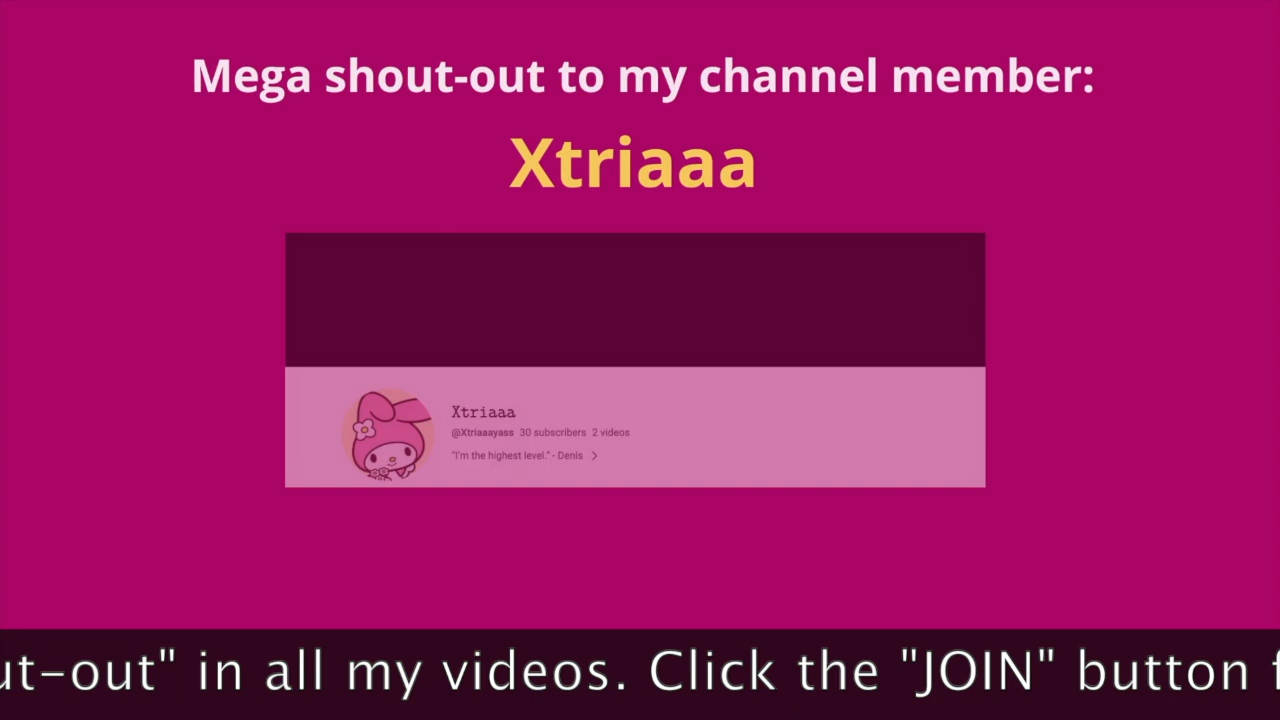 Mega shout-out to my channel member:
Xtriaaa
Xtriaaa
@Xtriaaayass 30 subscribers 2 videos
"I'm the highest level." - Denis >
ut-out" in all my videos. Click the "JOIN" button f